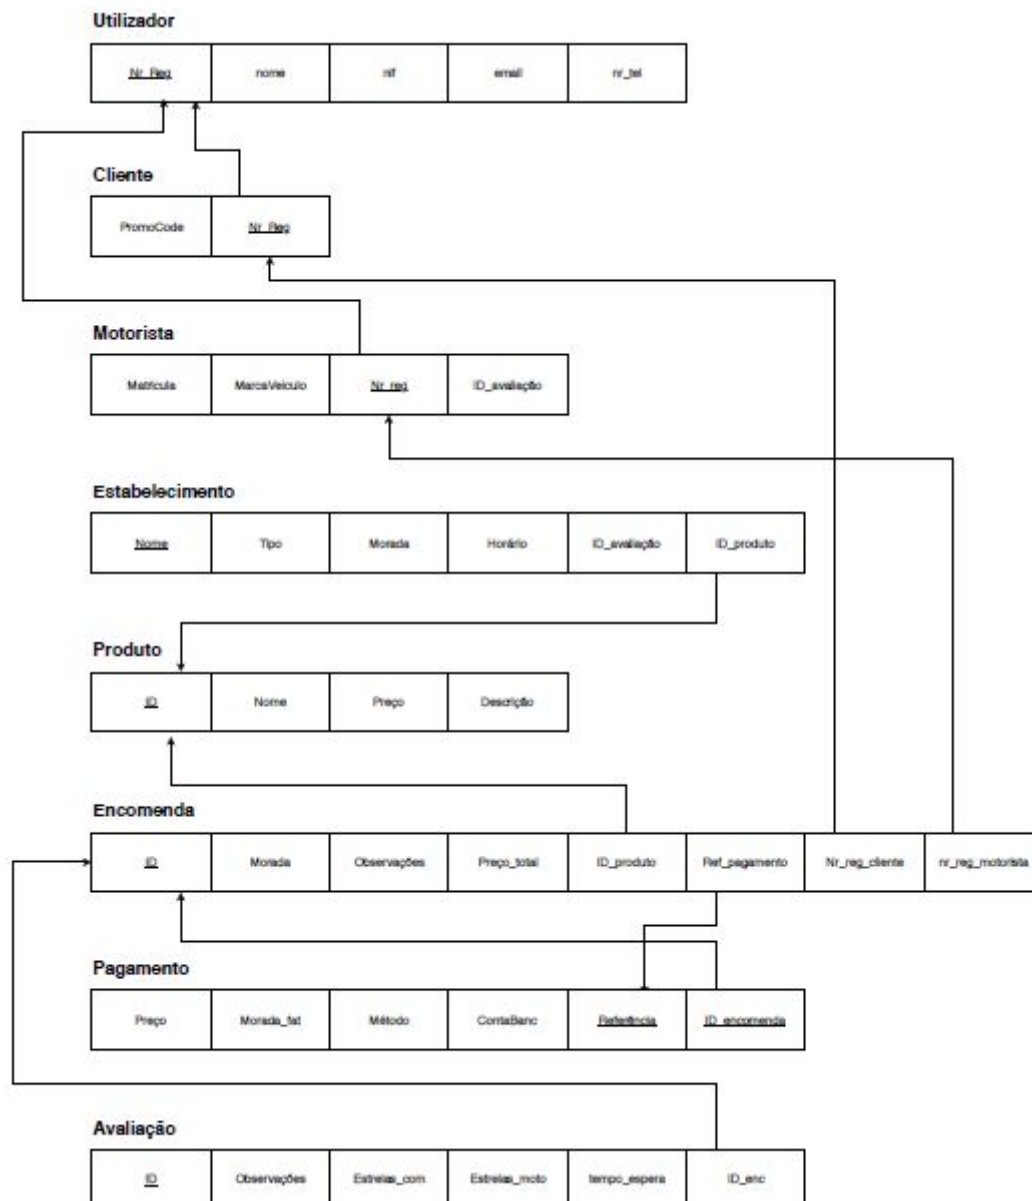 Utilizador
Nr_Reg nome nif email nr_tel
Cliente
PromoCode Nr_Reg
Motorista
Matrícula MarcaVeículo Nr_reg ID_avaliação
Estabelecimento
Nome Tipo Morada Horário ID_avaliação ID_produto
Produto
ID Nome Preço Descrição
Encomenda
ID Morada Observações Preço_total ID_produto Ref_pagamento Nr_reg_cliente nr_reg_motorista
Pagamento
Preço Morada_fat Método ContaBanc Referência ID_encomenda
Avaliação
ID Observações Estrelas_com Estrelas_moto tempo_espera ID_enc